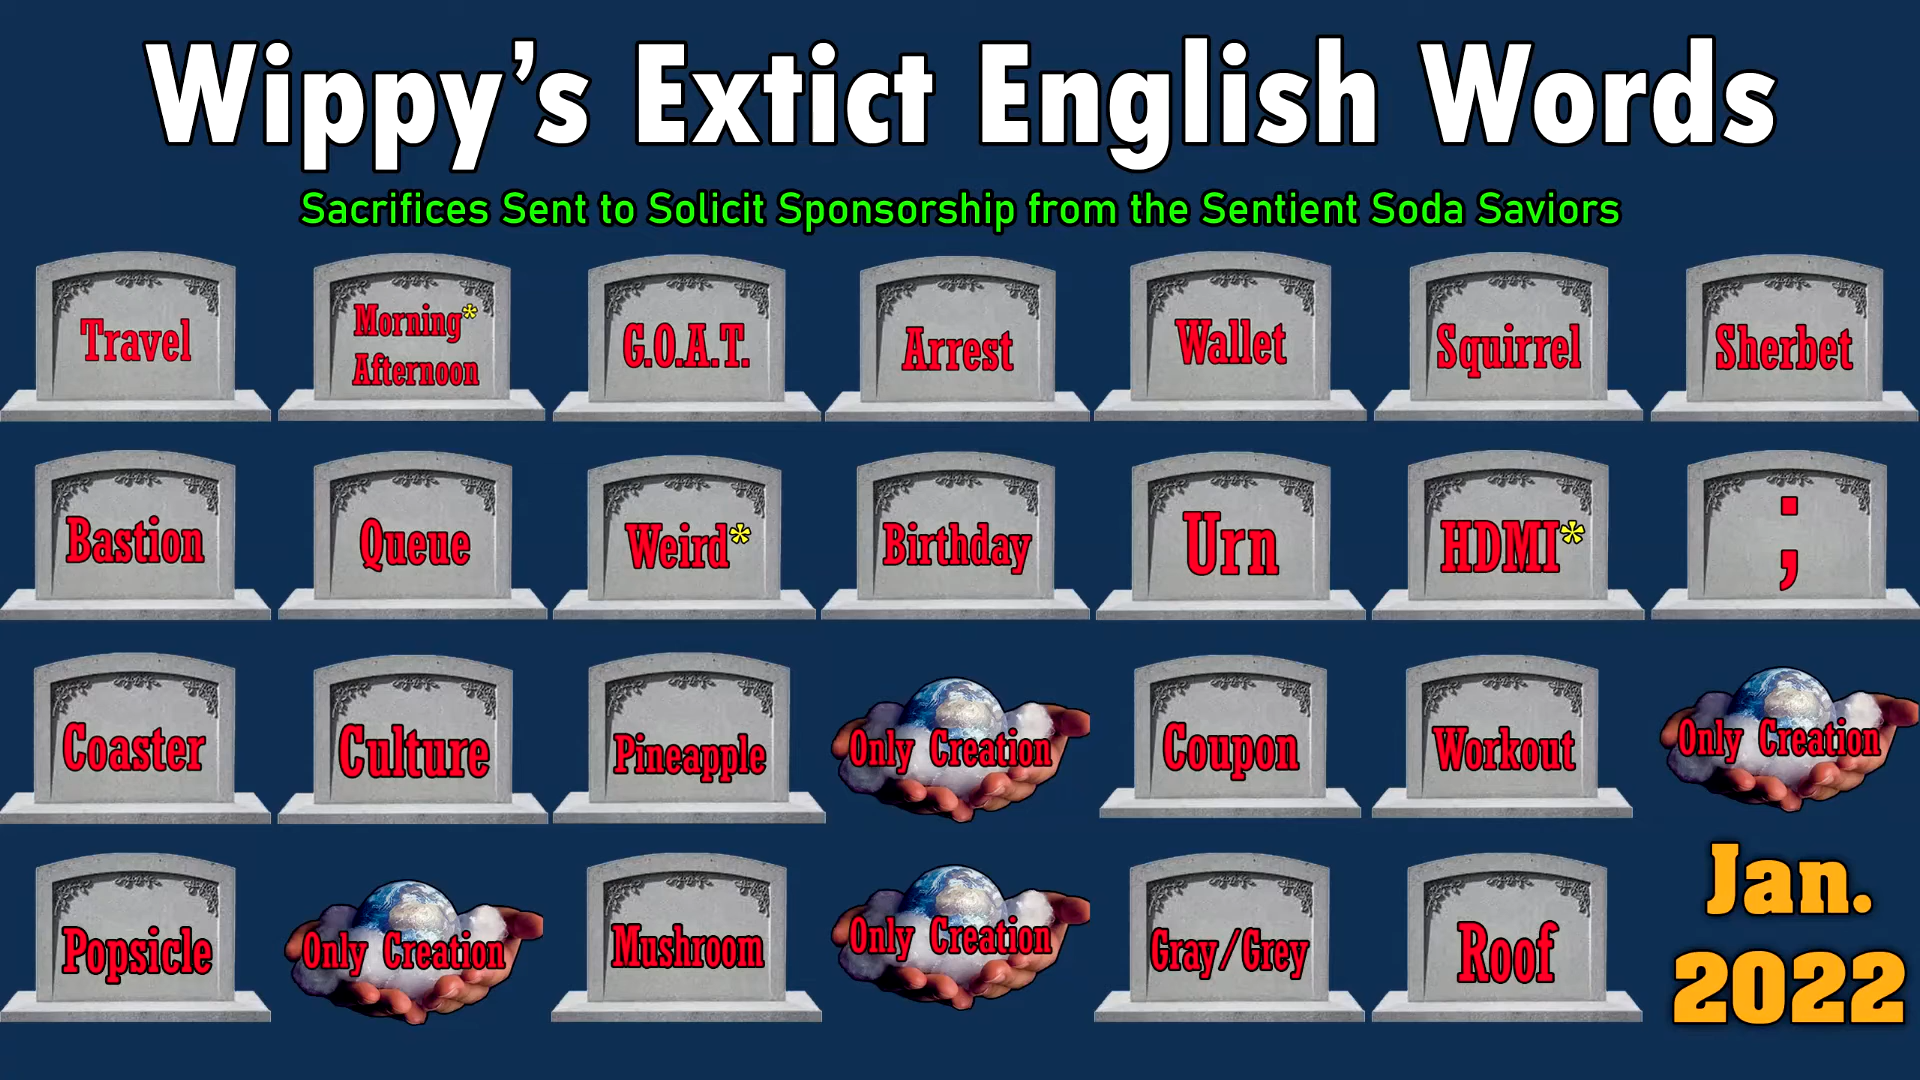 Wippy's Extict English Words
Sacrifices Sent to Solicit Sponsorship from the Sentient Soda Saviors
Travel
Morning*
Afternoon
G.O.A.T.
Arrest
Wallet
Squirrel
Sherbet
Bastion
Queue
Weird*
Birthday
Urn
HDMI*
;
Coaster
Culture
Pineapple
Only Creation
Coupon
Workout
Only Creation
Popsicle
Only Creation
Mushroom
Only Creation
Gray/Grey
Roof
Jan.
2022